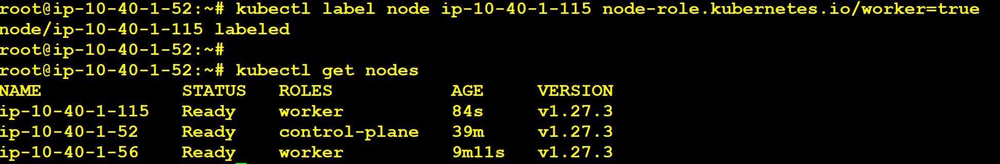 root@ip-10-40-1-52:~# kubectl label node ip-10-40-1-115 node-role.kubernetes.io/worker=true
node/ip-10-40-1-115 labeled
root@ip-10-40-1-52:~#
root@ip-10-40-1-52:~# kubectl get nodes
NAME             STATUS   ROLES           AGE     VERSION
ip-10-40-1-115   Ready    worker          84s     v1.27.3
ip-10-40-1-52    Ready    control-plane   39m     v1.27.3
ip-10-40-1-56    Ready    worker          9m11s   v1.27.3